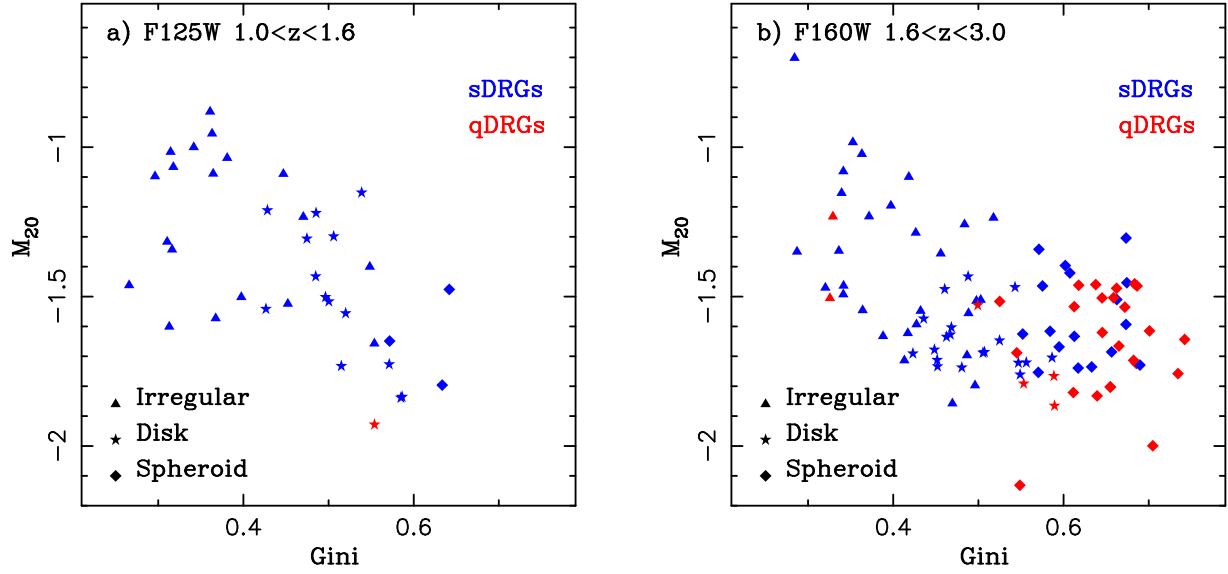 a) F125W 1.0<z<1.6
sDRGs
qDRGs
−1
−1.5
−2
M20
Irregular
Disk
Spheroid
0.4
0.6
Gini
b) F160W 1.6<z<3.0
sDRGs
qDRGs
−1
−1.5
−2
M20
Irregular
Disk
Spheroid
0.4
0.6
Gini